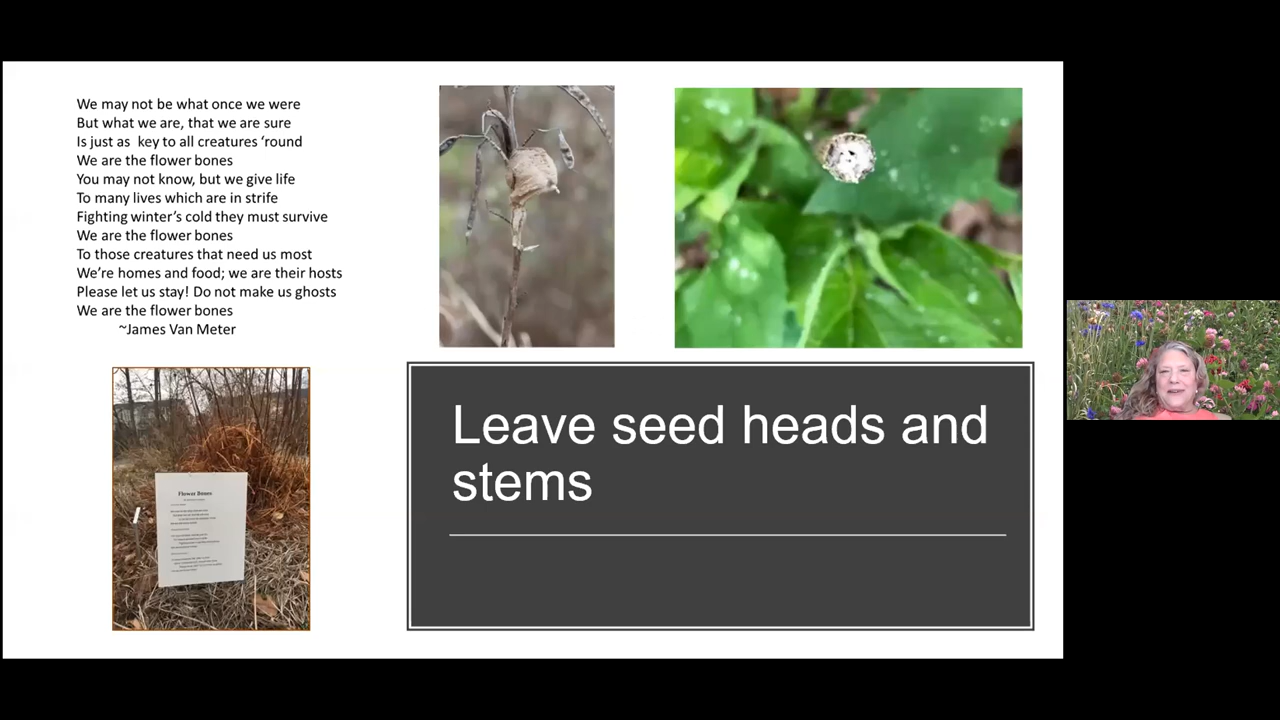 We may not be what once we were
But what we are, that we are sure
Is just as  key to all creatures ‘round
We are the flower bones
You may not know, but we give life
To many lives which are in strife
Fighting winter’s cold they must survive
We are the flower bones
To those creatures that need us most
We’re homes and food; we are their hosts
Please let us stay! Do not make us ghosts
We are the flower bones
~James Van Meter
Flower Bones
Leave seed heads and
stems